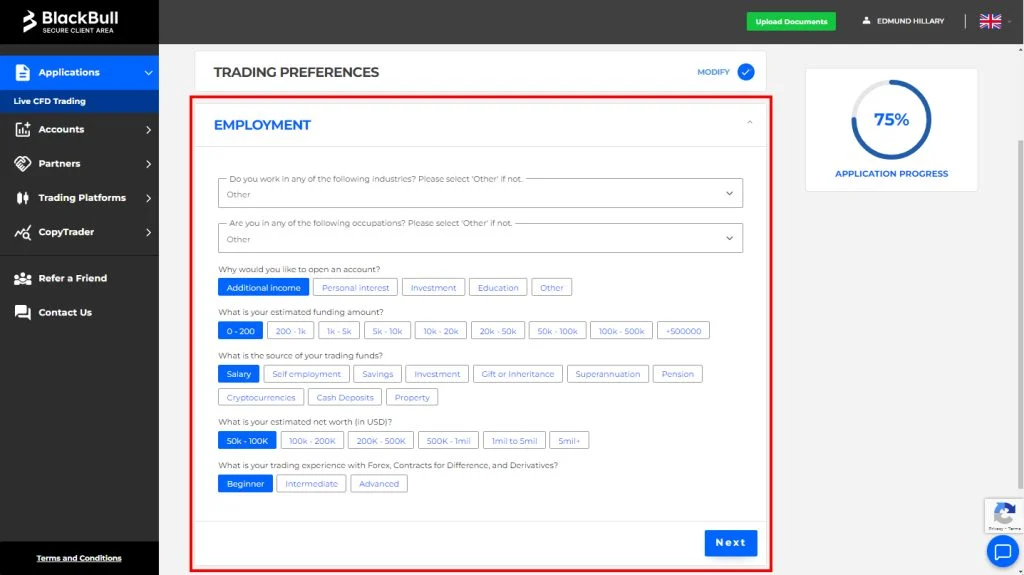 BlackBull
SECURE CLIENT AREA
Upload Documents
EDMUND HILLARY
Applications
Live CFD Trading
Accounts
Partners
Trading Platforms
CopyTrader
Refer a Friend
Contact Us
Terms and Conditions
TRADING PREFERENCES
MODIFY
EMPLOYMENT
Do you work in any of the following industries? Please select 'Other' if not.
Other
Are you in any of the following occupations? Please select 'Other' if not.
Other
Why would you like to open an account?
Additional income Personal interest Investment Education Other
What is your estimated funding amount?
0 - 200 200 - 1k 1k - 5k 5k - 10k 10k - 20k 20k - 50k 50k - 100k 100k - 500k +500000
What is the source of your trading funds?
Salary Self employment Savings Investment Gift or Inheritance Superannuation Pension
Cryptocurrencies Cash Deposits Property
What is your estimated net worth (in USD)?
50k - 100K 100k - 200K 200K - 500K 500K - 1mil 1mil to 5mil 5mil+
What is your trading experience with Forex, Contracts for Difference, and Derivatives?
Beginner Intermediate Advanced
Next
75%
APPLICATION PROGRESS
Privacy - Terms